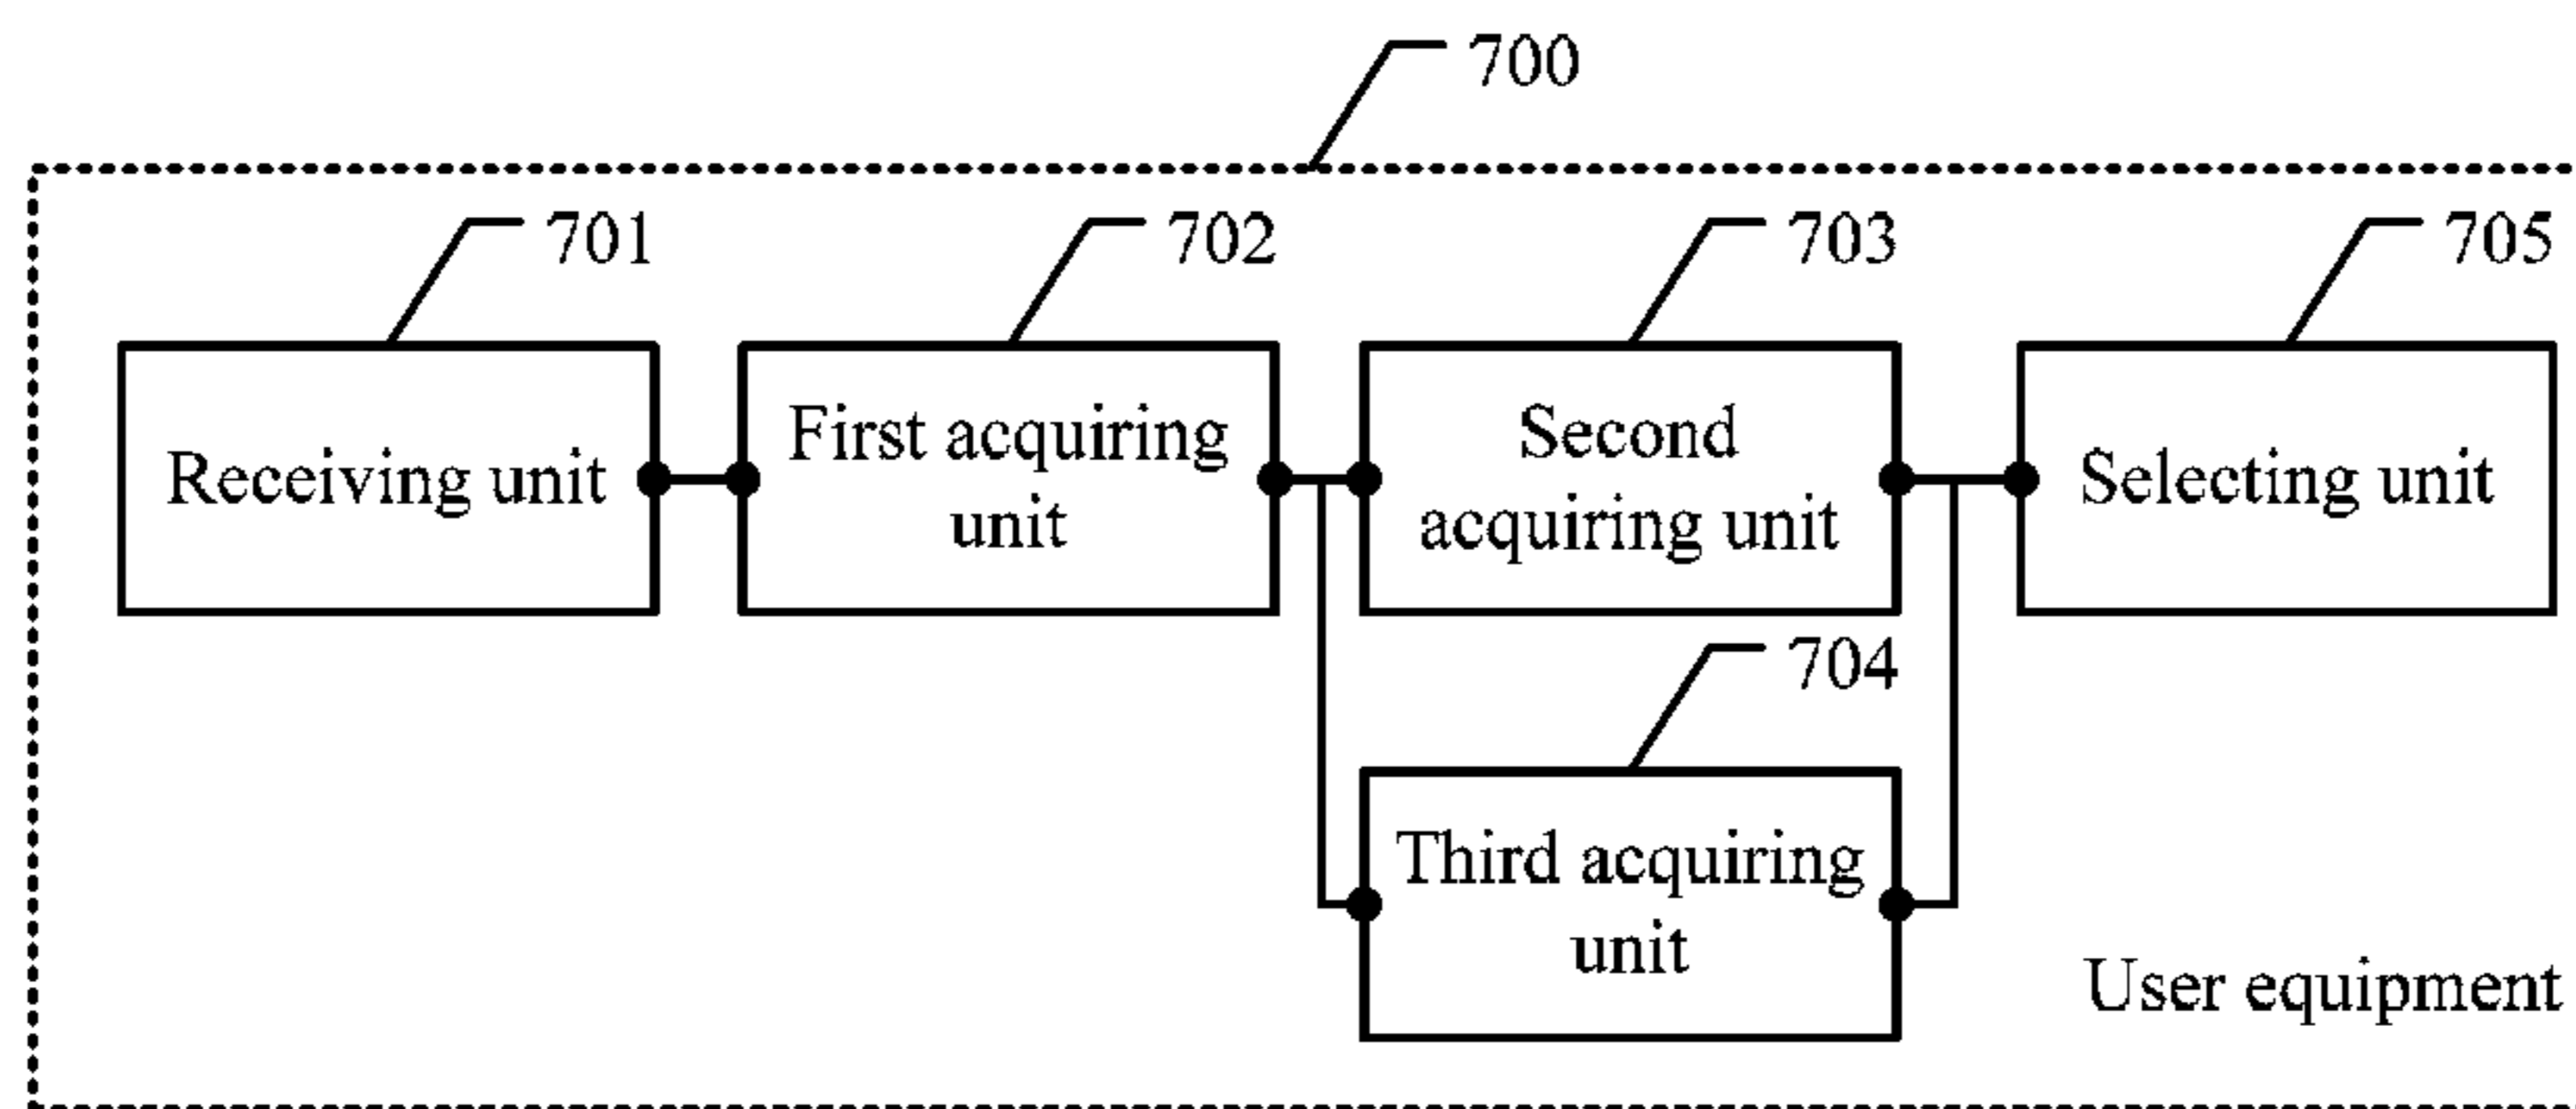 700
701
702
703
705
Receiving unit
First acquiring
unit
Second
acquiring unit
Selecting unit
704
Third acquiring
unit
User equipment